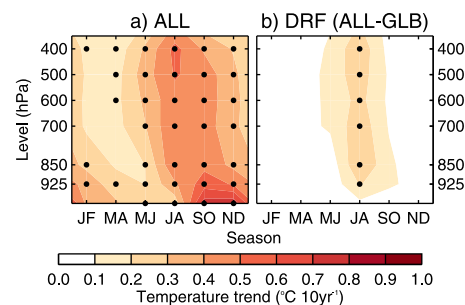 a) ALL
b) DRF (ALL-GLB)
Level (hPa)
400
500
600
700
850
925
400
500
600
700
850
925
JF MA MJ JA SO ND
JF MA MJ JA SO ND
Season
0.0 0.1 0.2 0.3 0.4 0.5 0.6 0.7 0.8 0.9 1.0
Temperature trend (°C 10yr⁻¹)